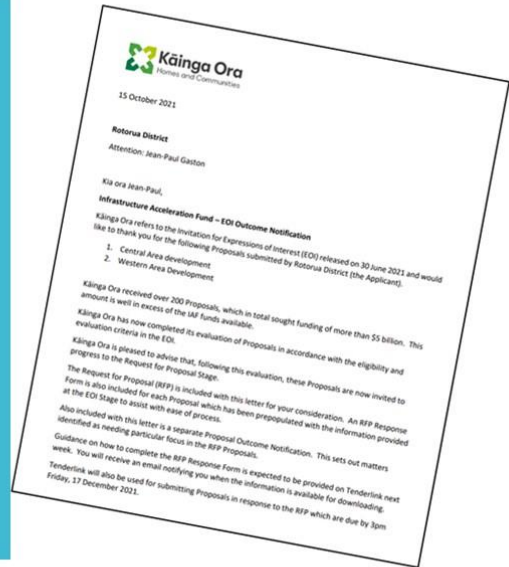 Kāinga Ora
Homes and Communities
15 October 2021
Rotorua District
Attention: Jean-Paul Gaston
Kia ora Jean-Paul,
Infrastructure Acceleration Fund – EOI Outcome Notification
Kāinga Ora refers to the Invitation for Expressions of Interest (EOI) released on 30 June 2021 and would
like to thank you for the following Proposals submitted by Rotorua District (the Applicant).
1. Central Area development
2. Western Area Development
Kāinga Ora received over 200 Proposals, which in total sought funding of more than $5 billion. This
amount is well in excess of the IAF funds available.
Kāinga Ora has now completed its evaluation of Proposals in accordance with the eligibility and
evaluation criteria in the EOI.
Kāinga Ora is pleased to advise that, following this evaluation, these Proposals are now invited to
progress to the Request for Proposal Stage.
The Request for Proposal (RFP) is included with this letter for your consideration. An RFP Response
Form is also included for each Proposal which has been prepopulated with the information provided
at the EOI Stage to assist with ease of process.
Also included with this letter is a separate Proposal Outcome Notification. This sets out matters
identified as needing particular focus in the RFP Proposals.
Guidance on how to complete the RFP Response Form is expected to be provided on Tenderlink next
week. You will receive an email notifying you when the information is available for downloading.
Tenderlink will also be used for submitting Proposals in response to the RFP which are due by 3pm
Friday, 17 December 2021.